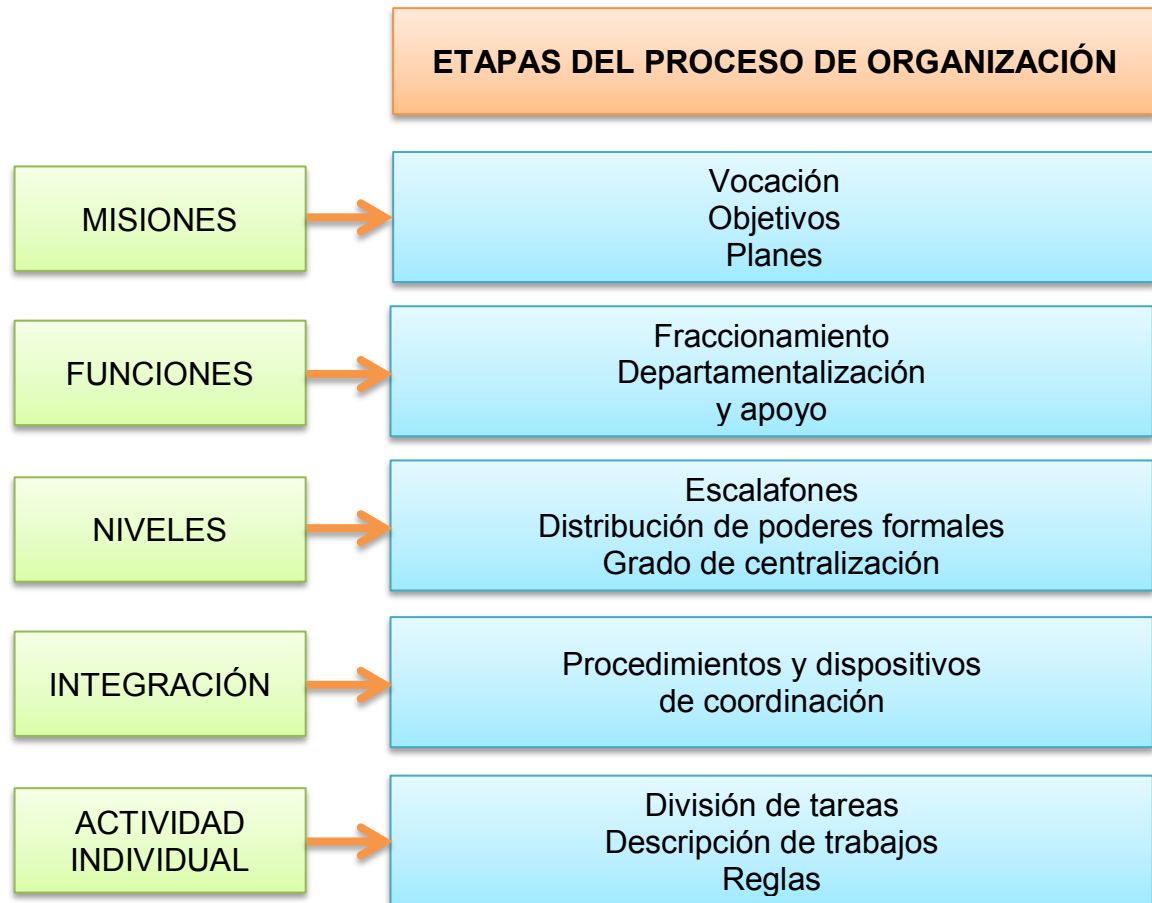 ETAPAS DEL PROCESO DE ORGANIZACIÓN
MISIONES
Vocación
Objetivos
Planes
FUNCIONES
Fraccionamiento
Departamentalización
y apoyo
NIVELES
Escalafones
Distribución de poderes formales
Grado de centralización
INTEGRACIÓN
Procedimientos y dispositivos
de coordinación
ACTIVIDAD
INDIVIDUAL
División de tareas
Descripción de trabajos
Reglas